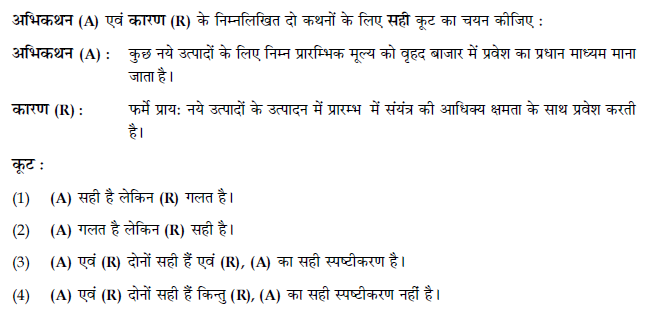 अभिकथन (A) एवं कारण (R) के निम्नलिखित दो कथनों के लिए सही कूट का चयन कीजिए :
अभिकथन (A) : कुछ नये उत्पादों के लिए निम्न प्रारम्भिक मूल्य को वृहद बाजार में प्रवेश का प्रधान माध्यम माना
जाता है।
कारण (R) : फर्मे प्राय: नये उत्पादों के उत्पादन में प्रारम्भ में संयंत्र की आधिक्य क्षमता के साथ प्रवेश करती
है।
कूट :
(1) (A) सही है लेकिन (R) गलत है।
(2) (A) गलत है लेकिन (R) सही है।
(3) (A) एवं (R) दोनों सही हैं एवं (R), (A) का सही स्पष्टीकरण है।
(4) (A) एवं (R) दोनों सही हैं किन्तु (R), (A) का सही स्पष्टीकरण नहीं है।